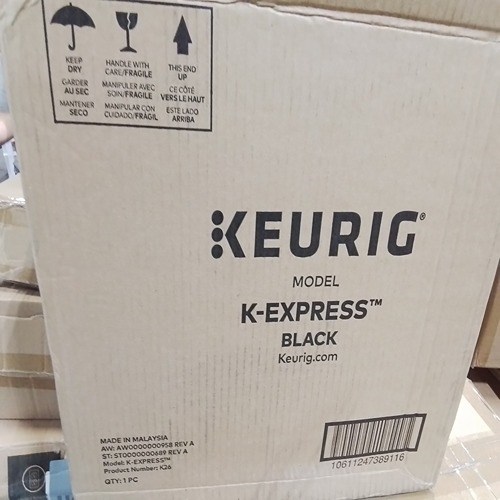 KEEP
DRY
HANDLE WITH
CARE/FRAGILE
THIS END
UP
GARDER
AU SEC
MANIPULER AVEC
SOIN/FRAGILE
CE CÔTÉ
VERS LE HAUT
MANTENER
SECO
MANIPULAR CON
CUIDADO/FRÁGIL
ESTE LADO
ARRIBA
KEURIG®
MODEL
K-EXPRESS™
BLACK
Keurig.com
MADE IN MALAYSIA
AW: AW0000000958 REV A
ST: ST0000000689 REV A
Model: K-EXPRESS™
Product Number: K26
QTY: 1 PC
10611247389116